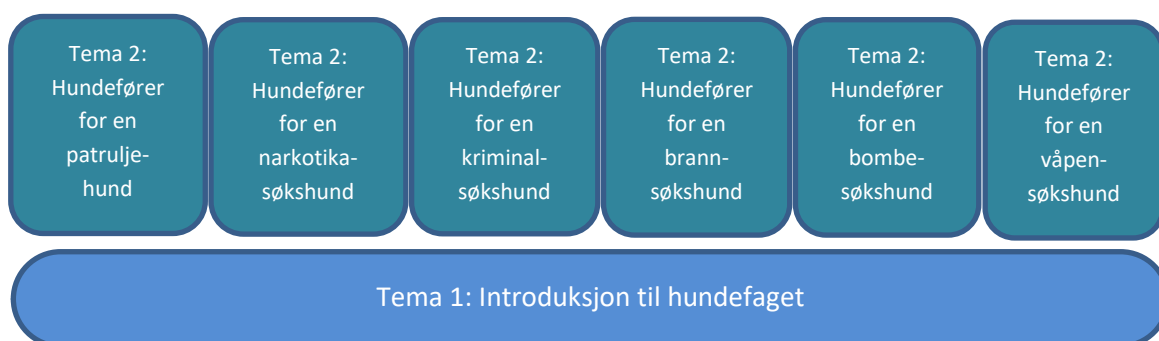 Tema 2:
Hundefører
for en
patrulje-
hund
Tema 2:
Hundefører
for en
narkotika-
søkshund
Tema 2:
Hundefører
for en
kriminal-
søkshund
Tema 2:
Hundefører
for en
brann-
søkshund
Tema 2:
Hundefører
for en
bombe-
søkshund
Tema 2:
Hundefører
for en
våpen-
søkshund
Tema 1: Introduksjon til hundefaget